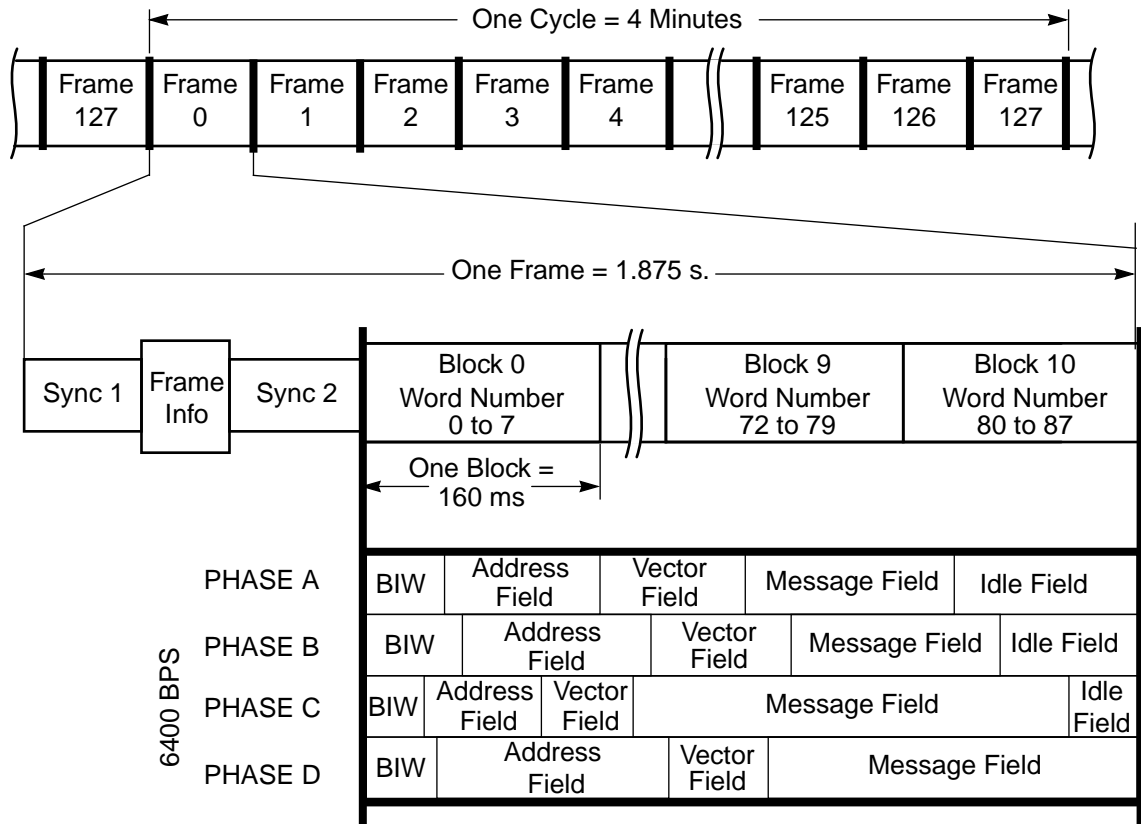 One Cycle = 4 Minutes
Frame 127
Frame 0
Frame 1
Frame 2
Frame 3
Frame 4
Frame 125
Frame 126
Frame 127
One Frame = 1.875 s.
Sync 1
Frame Info
Sync 2
Block 0
Word Number
0 to 7
Block 9
Word Number
72 to 79
Block 10
Word Number
80 to 87
One Block =
160 ms
6400 BPS
PHASE A
BIW
Address
Field
Vector
Field
Message Field
Idle Field
PHASE B
BIW
Address
Field
Vector
Field
Message Field
Idle Field
PHASE C
BIW
Address
Field
Vector
Field
Message Field
Idle
Field
PHASE D
BIW
Address
Field
Vector
Field
Message Field